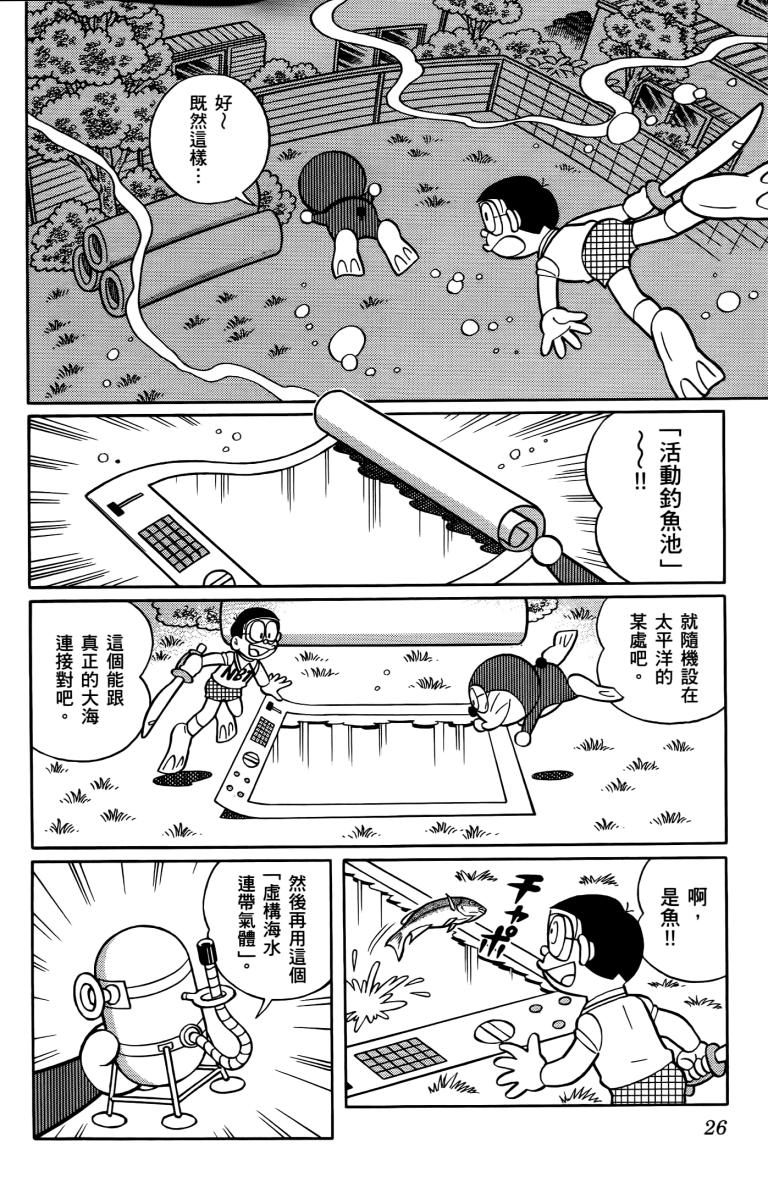 好～
既然這樣…
「活動釣魚池」
～～!!
就隨機設在
太平洋的
某處吧。
這個能跟
真正的大海
連接對吧。
NBT
啊，
是魚!!
チャポ
然後再用這個
「虛構海水
連帶氣體」。
26